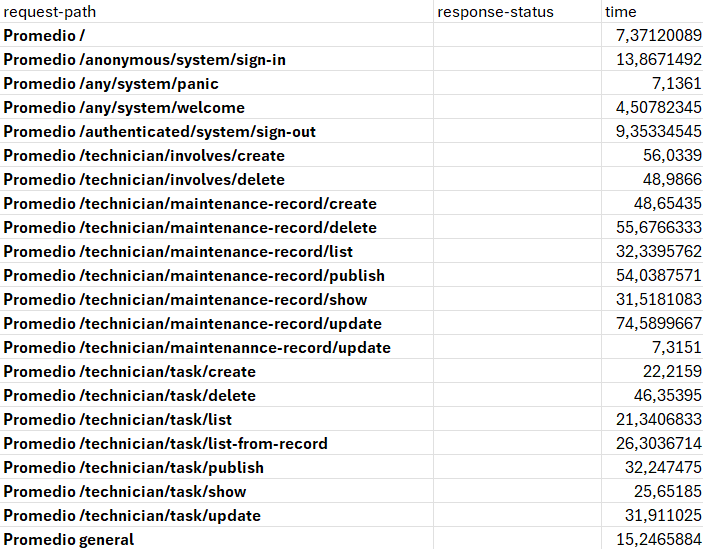 request-path response-status time
Promedio / 7,37120089
Promedio /anonymous/system/sign-in 13,8671492
Promedio /any/system/panic 7,1361
Promedio /any/system/welcome 4,50782345
Promedio /authenticated/system/sign-out 9,35334545
Promedio /technician/involves/create 56,0339
Promedio /technician/involves/delete 48,9866
Promedio /technician/maintenance-record/create 48,65435
Promedio /technician/maintenance-record/delete 55,6766333
Promedio /technician/maintenance-record/list 32,3395762
Promedio /technician/maintenance-record/publish 54,0387571
Promedio /technician/maintenance-record/show 31,5181083
Promedio /technician/maintenance-record/update 74,5899667
Promedio /technician/maintenannce-record/update 7,3151
Promedio /technician/task/create 22,2159
Promedio /technician/task/delete 46,35395
Promedio /technician/task/list 21,3406833
Promedio /technician/task/list-from-record 26,3036714
Promedio /technician/task/publish 32,247475
Promedio /technician/task/show 25,65185
Promedio /technician/task/update 31,911025
Promedio general 15,2465884